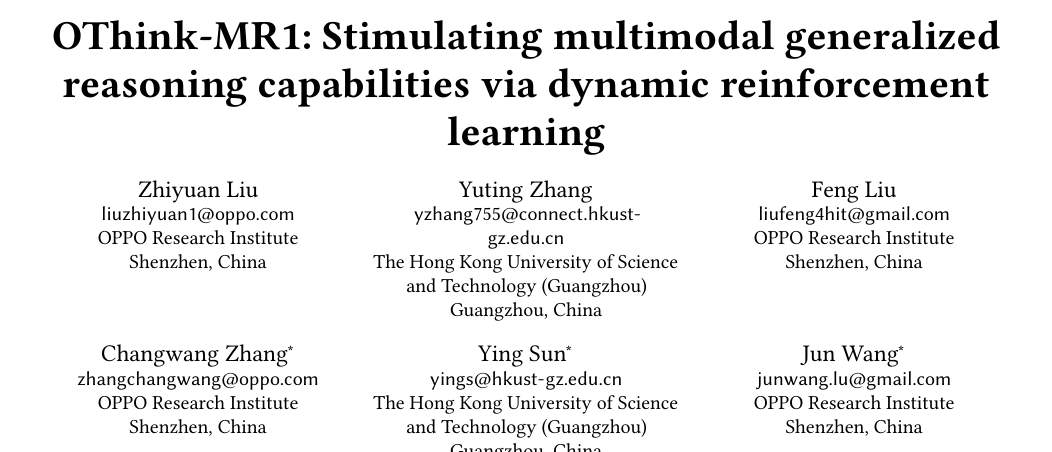 OThink-MR1: Stimulating multimodal generalized
reasoning capabilities via dynamic reinforcement
learning
Zhiyuan Liu
liuzhiyuan1@oppo.com
OPPO Research Institute
Shenzhen, China
Yuting Zhang
yzhang755@connect.hkust-
gz.edu.cn
The Hong Kong University of Science
and Technology (Guangzhou)
Guangzhou, China
Feng Liu
liufeng4hit@gmail.com
OPPO Research Institute
Shenzhen, China
Changwang Zhang*
zhangchangwang@oppo.com
OPPO Research Institute
Shenzhen, China
Ying Sun*
yings@hkust-gz.edu.cn
The Hong Kong University of Science
and Technology (Guangzhou)
Guangzhou, China
Jun Wang*
junwang.lu@gmail.com
OPPO Research Institute
Shenzhen, China